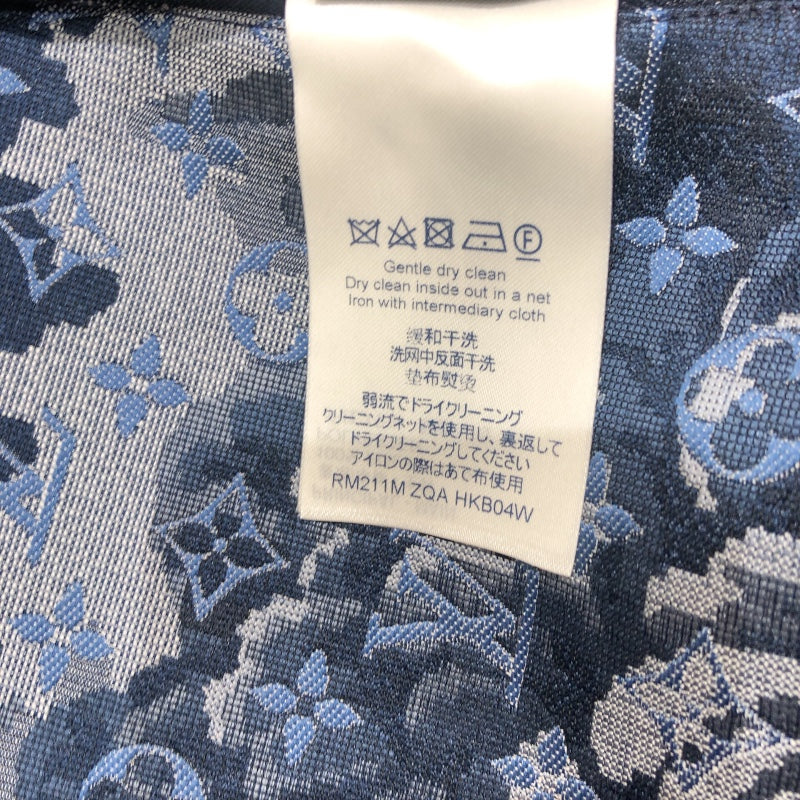 F
Gentle dry clean
Dry clean inside out in a net
Iron with intermediary cloth
缓和干洗
洗网中反面干洗
垫布熨烫
弱流でドライクリーニング
クリーニングネットを使用し、裏返して
ドライクリーニングしてください
アイロンの際はあて布使用
RM211M ZQA HKB04W